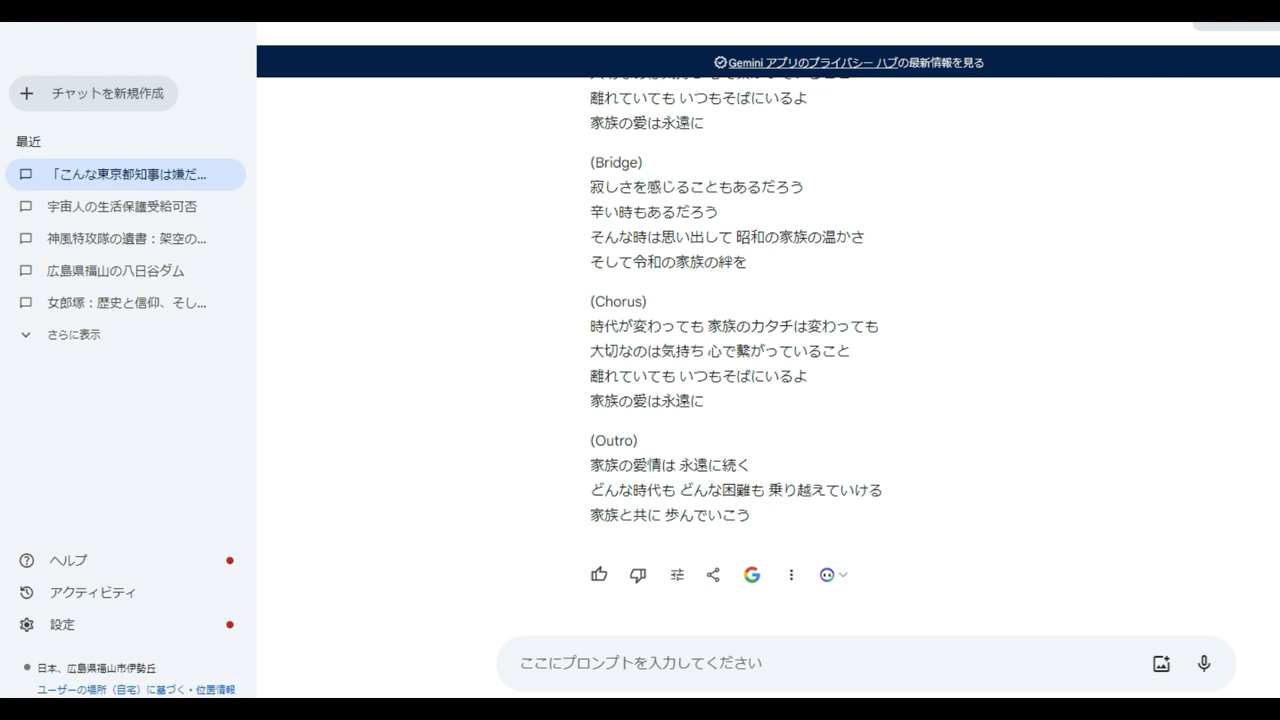 Gemini アプリのプライバシー ハブの最新情報を見る
チャットを新規作成
最近
「こんな東京都知事は嫌だ...
宇宙人の生活保護受給可否
神風特攻隊の遺書：架空の...
広島県福山の八日谷ダム
女郎塚：歴史と信仰、そし...
さらに表示
ヘルプ
アクティビティ
設定
日本、広島県福山市伊勢丘
ユーザーの場所（自宅）に基づく・位置情報
離れていても いつもそばにいるよ
家族の愛は永遠に
(Bridge)
寂しさを感じることもあるだろう
辛い時もあるだろう
そんな時は思い出して 昭和の家族の温かさ
そして令和の家族の絆を
(Chorus)
時代が変わっても 家族のカタチは変わっても
大切なのは気持ち 心で繋がっていること
離れていても いつもそばにいるよ
家族の愛は永遠に
(Outro)
家族の愛情は 永遠に続く
どんな時代も どんな困難も 乗り越えていける
家族と共に 歩んでいこう
ここにプロンプトを入力してください